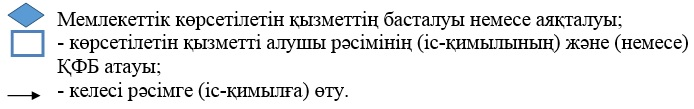 Мемлекеттік көрсетілетін қызметтің басталуы немесе аяқталуы;
- көрсетілетін қызметті алушы рәсімінің (іс-қимылының) және (немесе)
ҚФБ атауы;
- келесі рәсімге (іс-қимылға) өту.